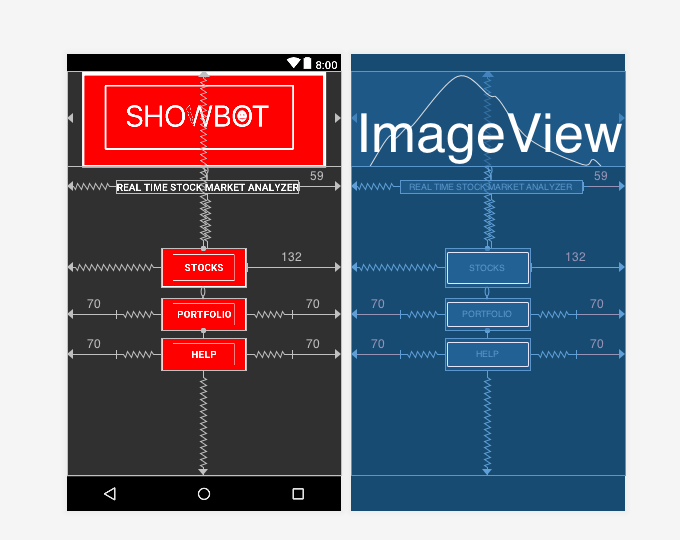 8:00
SHOWBOT
REAL TIME STOCK MARKET ANALYZER
59
132
STOCKS
70
70
PORTFOLIO
70
70
HELP
ImageView
REAL TIME STOCK MARKET ANALYZER
59
132
STOCKS
70
70
PORTFOLIO
70
70
HELP